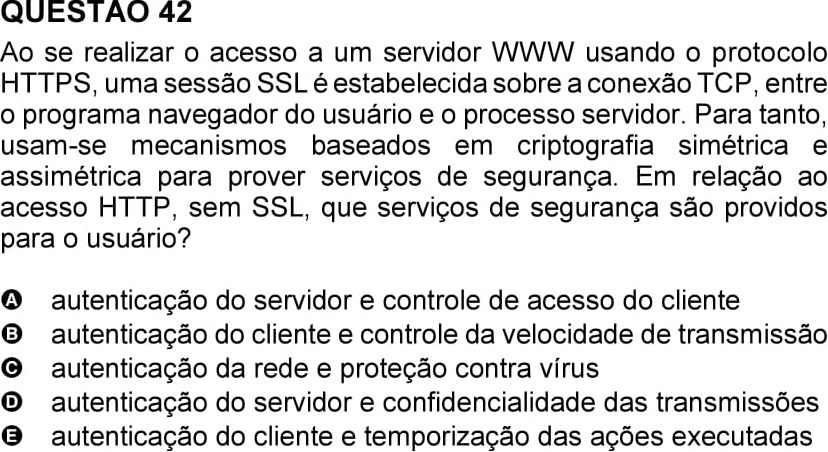 QUESTÃO 42
Ao se realizar o acesso a um servidor WWW usando o protocolo
HTTPS, uma sessão SSL é estabelecida sobre a conexão TCP, entre
o programa navegador do usuário e o processo servidor. Para tanto,
usam-se mecanismos baseados em criptografia simétrica e
assimétrica para prover serviços de segurança. Em relação ao
acesso HTTP, sem SSL, que serviços de segurança são providos
para o usuário?
A autenticação do servidor e controle de acesso do cliente
B autenticação do cliente e controle da velocidade de transmissão
C autenticação da rede e proteção contra vírus
D autenticação do servidor e confidencialidade das transmissões
E autenticação do cliente e temporização das ações executadas